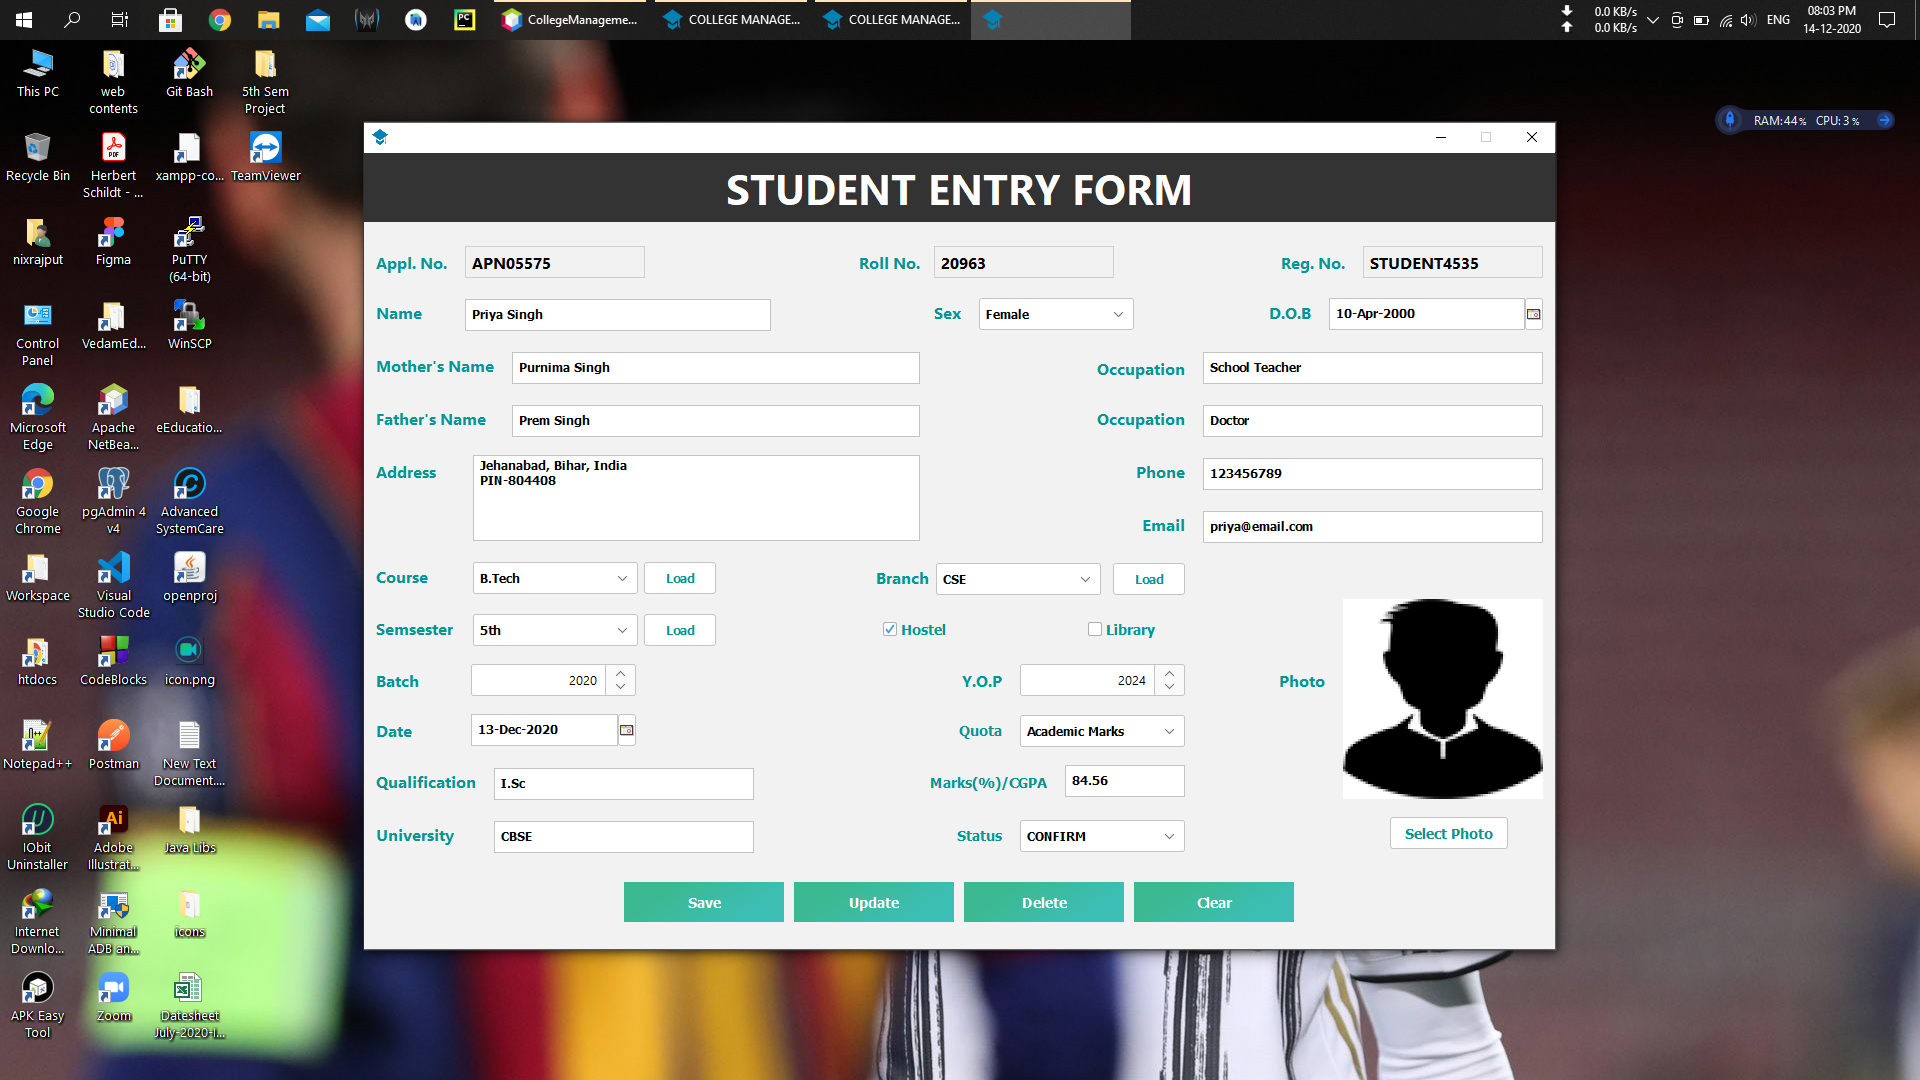 CollegeManageme...
COLLEGE MANAGE...
COLLEGE MANAGE...
0.0 KB/s
0.0 KB/s
ENG
08:03 PM
14-12-2020
This PC
web contents
Git Bash
5th Sem Project
Recycle Bin
Herbert Schildt - ...
xampp-co...
TeamViewer
nixrajput
Figma
PuTTY (64-bit)
Control Panel
VedamEd...
WinSCP
Microsoft Edge
Apache NetBea...
eEducatio...
Google Chrome
pgAdmin 4 v4
Advanced SystemCare
Workspace
Visual Studio Code
openproj
htdocs
CodeBlocks
icon.png
Notepad++
Postman
New Text Document....
IObit Uninstaller
Adobe Illustrat...
Java Libs
Internet Downlo...
Minimal ADB an...
icons
APK Easy Tool
Zoom
Datesheet July-2020-I...
RAM:44% CPU: 3%
STUDENT ENTRY FORM
Appl. No. APN05575 Roll No. 20963 Reg. No. STUDENT4535
Name Priya Singh Sex Female D.O.B 10-Apr-2000
Mother's Name Purnima Singh Occupation School Teacher
Father's Name Prem Singh Occupation Doctor
Address Jehanabad, Bihar, India
PIN-804408
Phone 123456789
Email priya@email.com
Course B.Tech Load Branch CSE Load
Semsester 5th Load Hostel Library
Batch 2020 Y.O.P 2024 Photo
Date 13-Dec-2020 Quota Academic Marks
Qualification I.Sc Marks(%)/CGPA 84.56
University CBSE Status CONFIRM Select Photo
Save Update Delete Clear